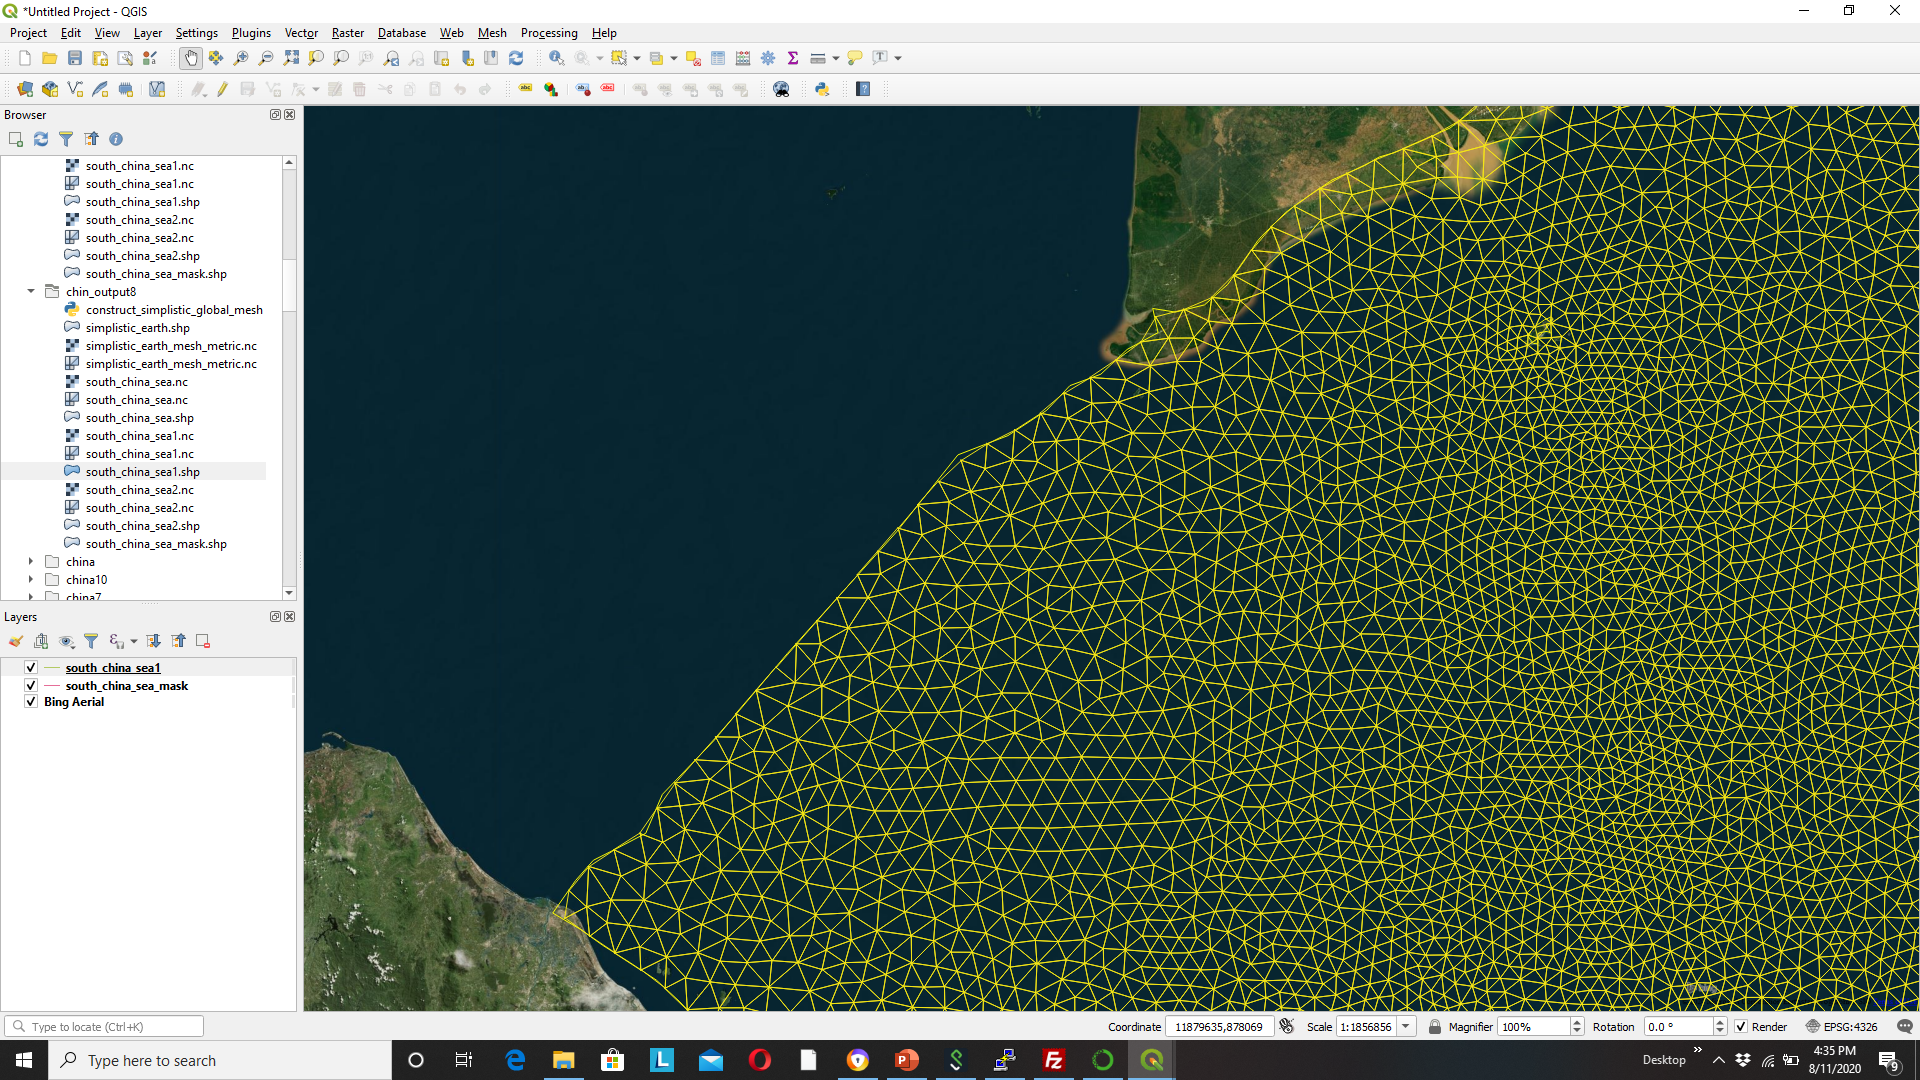 *Untitled Project - QGIS
Project Edit View Layer Settings Plugins Vector Raster Database Web Mesh Processing Help
Browser
south_china_sea1.nc
south_china_sea1.nc
south_china_sea1.shp
south_china_sea2.nc
south_china_sea2.nc
south_china_sea2.shp
south_china_sea_mask.shp
chin_output8
construct_simplistic_global_mesh
simplistic_earth.shp
simplistic_earth_mesh_metric.nc
simplistic_earth_mesh_metric.nc
south_china_sea.nc
south_china_sea.nc
south_china_sea.shp
south_china_sea1.nc
south_china_sea1.nc
south_china_sea1.shp
south_china_sea2.nc
south_china_sea2.nc
south_china_sea2.shp
south_china_sea_mask.shp
china
china10
china7
Layers
south_china_sea1
south_china_sea_mask
Bing Aerial
Type to locate (Ctrl+K)
Coordinate 11879635,878069 Scale 1:1856856 Magnifier 100% Rotation 0.0 ° Render EPSG:4326
Type here to search
Desktop
4:35 PM
8/11/2020
9